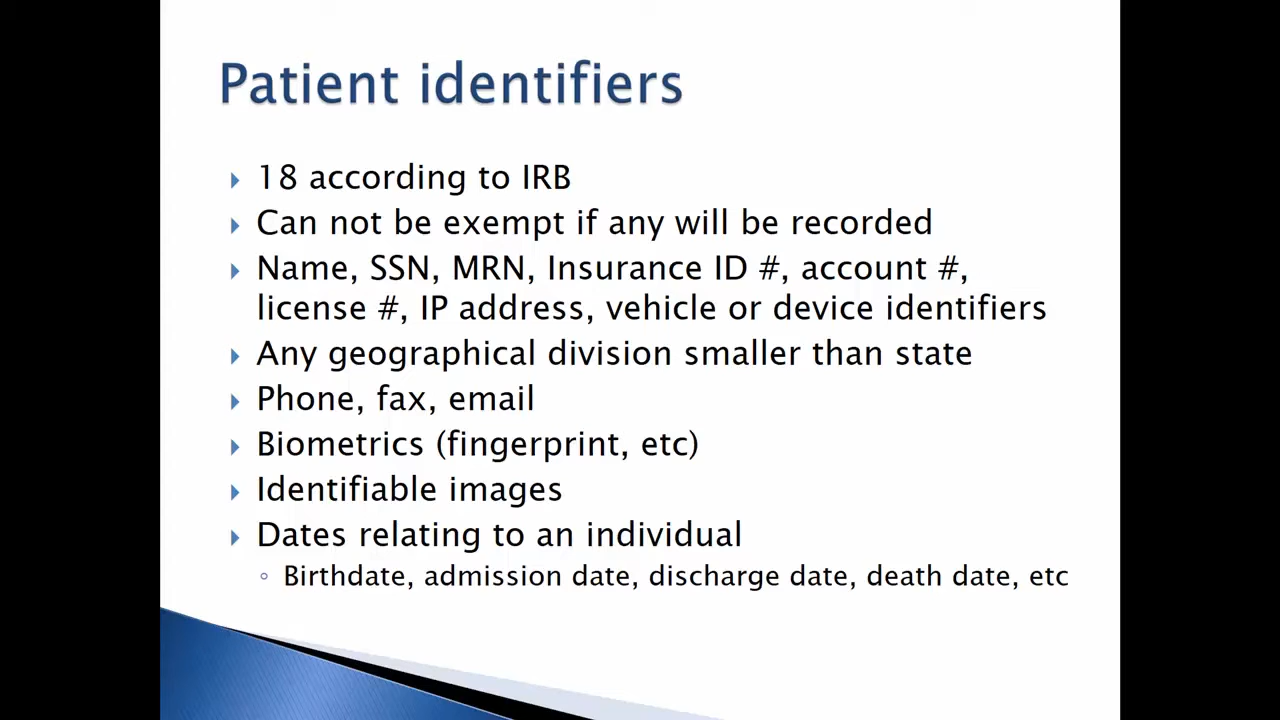 Patient identifiers
18 according to IRB
Can not be exempt if any will be recorded
Name, SSN, MRN, Insurance ID #, account #,
license #, IP address, vehicle or device identifiers
Any geographical division smaller than state
Phone, fax, email
Biometrics (fingerprint, etc)
Identifiable images
Dates relating to an individual
Birthdate, admission date, discharge date, death date, etc